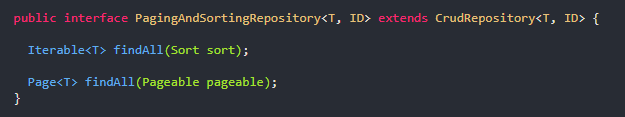 public interface PagingAndSortingRepository<T, ID> extends CrudRepository<T, ID> {
Iterable<T> findAll(Sort sort);
Page<T> findAll(Pageable pageable);
}